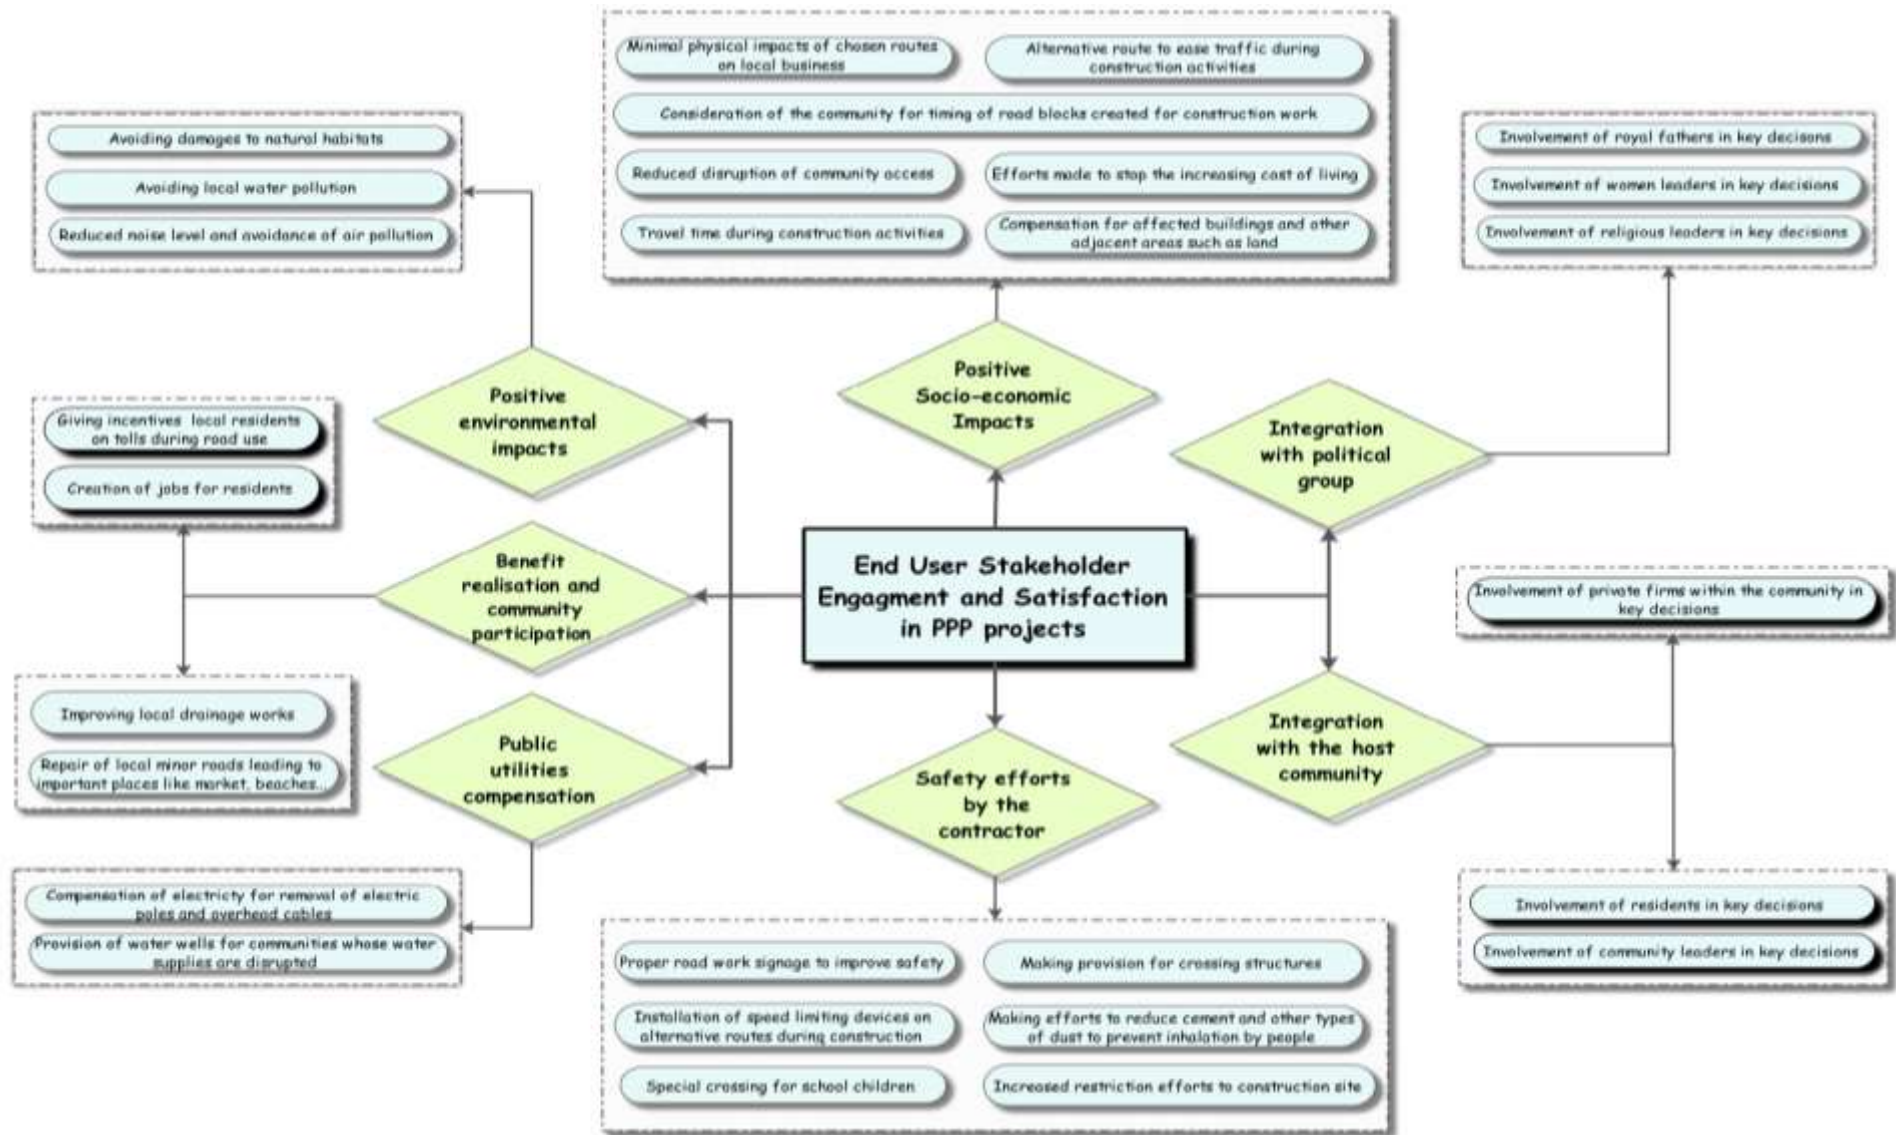 Minimal physical impacts of chosen routes
on local business
Alternative route to ease traffic during
construction activities
Consideration of the community for timing of road blocks created for construction work
Reduced disruption of community access
Efforts made to stop the increasing cost of living
Travel time during construction activities
Compensation for affected buildings and other
adjacent areas such as land
Avoiding damages to natural habitats
Avoiding local water pollution
Reduced noise level and avoidance of air pollution
Involvement of royal fathers in key decisons
Involvement of women leaders in key decisions
Involvement of religious leaders in key decisions
Positive
environmental
impacts
Positive
Socio-economic
Impacts
Integration
with political
group
Giving incentives local residents
on tolls during road use
Creation of jobs for residents
Benefit
realisation and
community
participation
End User Stakeholder
Engagment and Satisfaction
in PPP projects
Involvement of private firms within the community in
key decisions
Improving local drainage works
Repair of local minor roads leading to
important places like market, beaches...
Public
utilities
compensation
Safety efforts
by the
contractor
Integration
with the host
community
Compensation of electricty for removal of electric
poles and overhead cables
Provision of water wells for communities whose water
supplies are disrupted
Involvement of residents in key decisions
Involvement of community leaders in key decisions
Proper road work signage to improve safety
Making provision for crossing structures
Installation of speed limiting devices on
alternative routes during construction
Making efforts to reduce cement and other types
of dust to prevent inhalation by people
Special crossing for school children
Increased restriction efforts to construction site